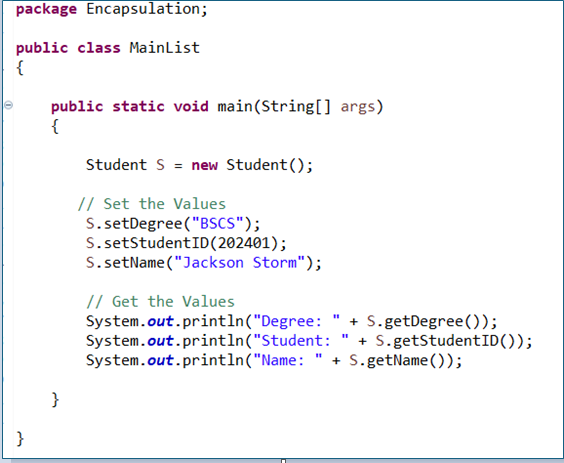 package Encapsulation;
public class MainList
{
public static void main(String[] args)
{
Student S = new Student();
// Set the Values
S.setDegree("BSCS");
S.setStudentID(202401);
S.setName("Jackson Storm");
// Get the Values
System.out.println("Degree: " + S.getDegree());
System.out.println("Student: " + S.getStudentID());
System.out.println("Name: " + S.getName());
}
}